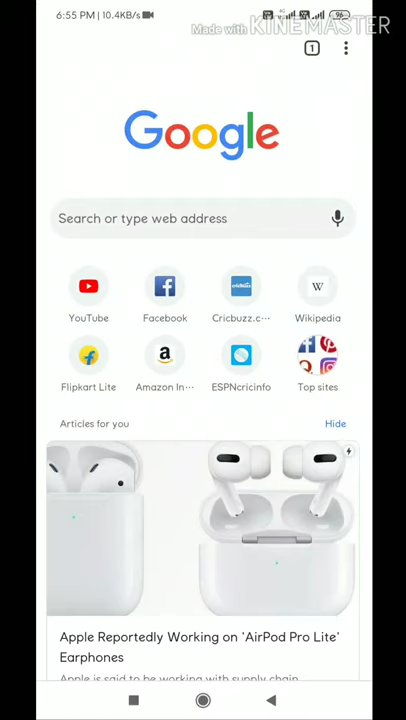 6:55 PM | 10.4KB/s
4G
96
Made with KINEMASTER
1
Google
Search or type web address
YouTube
Facebook
Cricbuzz.c...
Wikipedia
Flipkart Lite
Amazon In...
ESPNcricinfo
Top sites
Articles for you
Hide
Apple Reportedly Working on 'AirPod Pro Lite'
Earphones
Apple is said to be working with supply chain